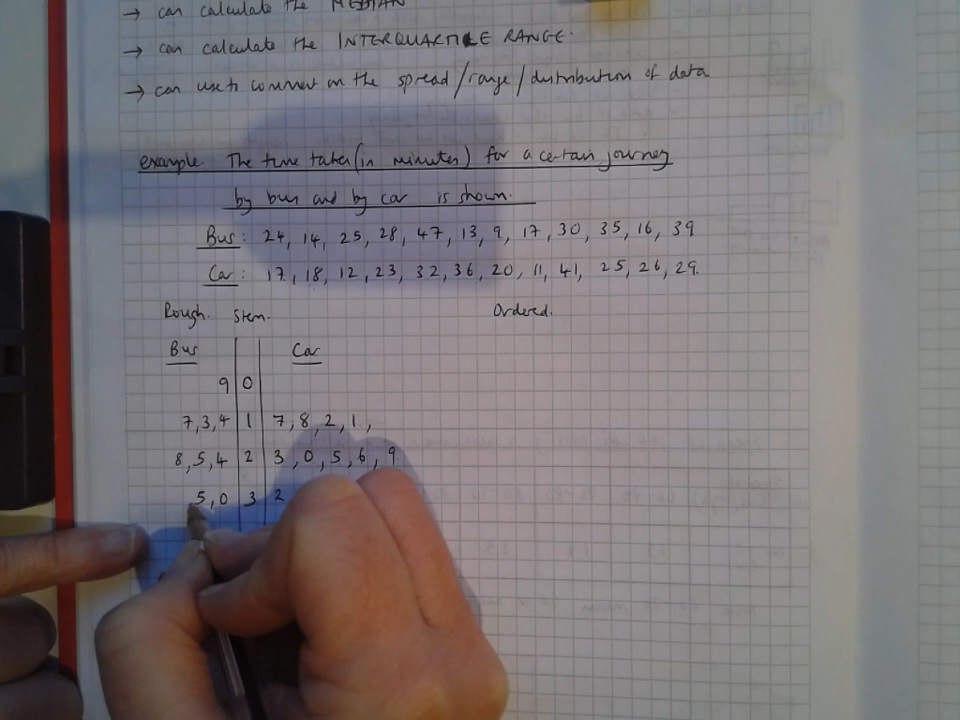 → can calculate the MEDIAN
→ can calculate the INTERQUARTILE RANGE.
→ can use to comment on the spread/range/distribution of data
example. The time taken (in minutes) for a certain journey
by bus and by car is shown.
Bus: 24, 14, 25, 28, 47, 13, 9, 17, 30, 35, 16, 39
Car: 17, 18, 12, 23, 32, 36, 20, 11, 41, 25, 26, 29.
Rough. Stem. Ordered.
Bus Car
9 0
7,3,4 1 7,8,2,1,
8,5,4 2 3,0,5,6,9.
5,0 3 2